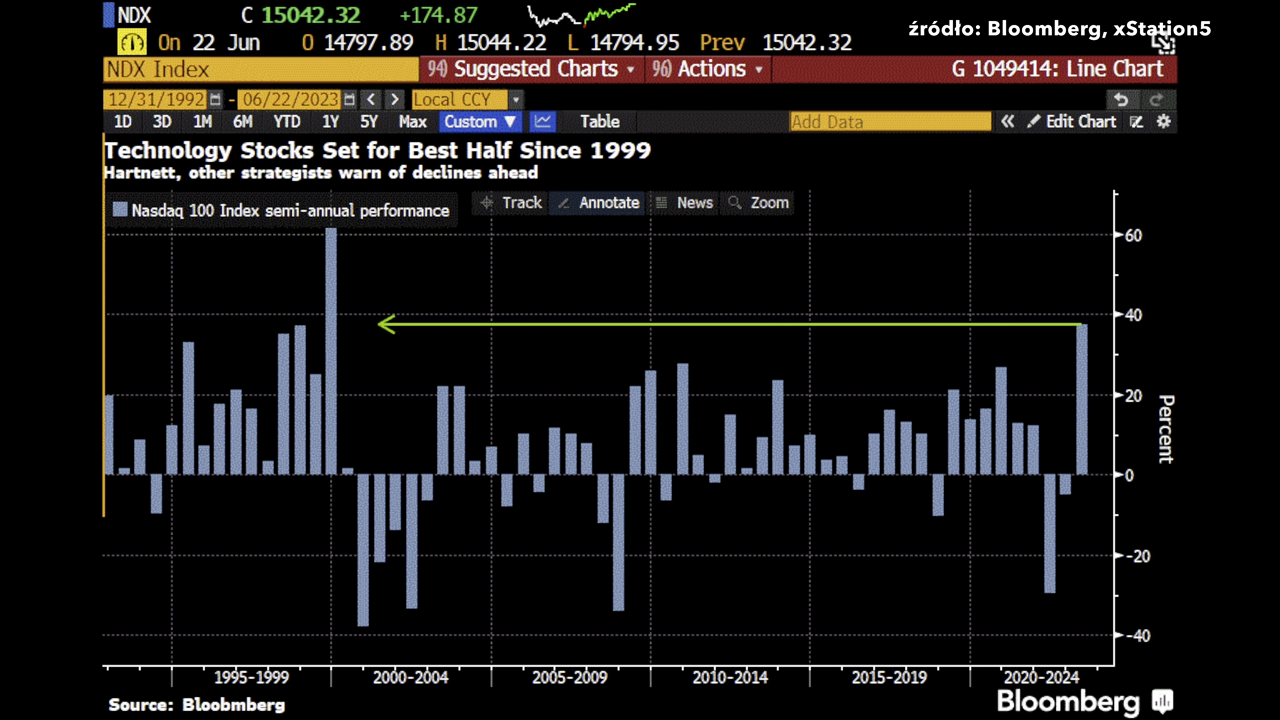 NDX C 15042.32 +174.87
źródło: Bloomberg, xStation5
On 22 Jun O 14797.89 H 15044.22 L 14794.95 Prev 15042.32
NDX Index 94) Suggested Charts 96) Actions G 1049414: Line Chart
12/31/1992 - 06/22/2023 Local CCY
1D 3D 1M 6M YTD 1Y 5Y Max Custom Table Add Data Edit Chart
Technology Stocks Set for Best Half Since 1999
Hartnett, other strategists warn of declines ahead
Nasdaq 100 Index semi-annual performance Track Annotate News Zoom
60
40
20
0
-20
-40
Percent
1995-1999 2000-2004 2005-2009 2010-2014 2015-2019 2020-2024
Source: Bloobmberg
Bloomberg